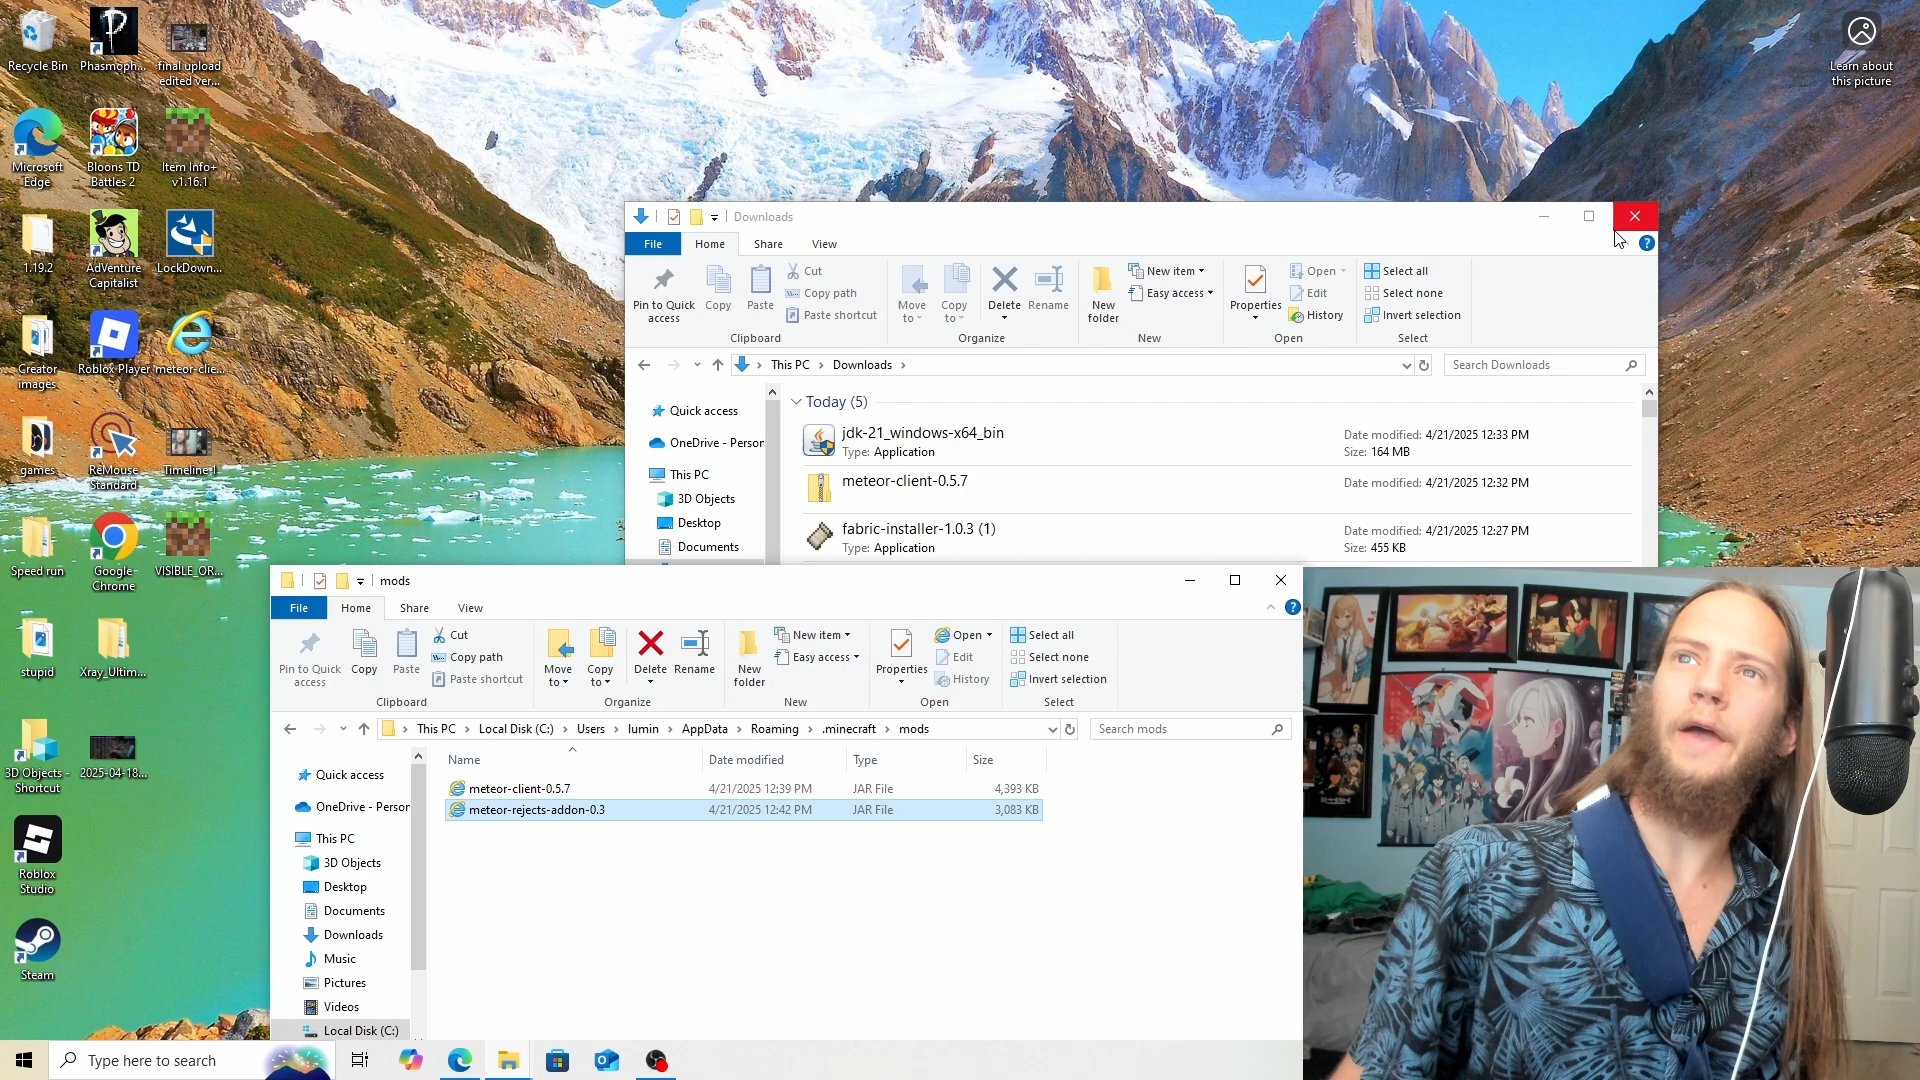 Recycle Bin
Phasmoph...
final upload
edited ver...
Microsoft
Edge
Bloons TD
Battles 2
Item Info+
v1.16.1
1.19.2
AdVenture
Capitalist
LockDown...
Creator
images
Roblox Player
meteor-clie...
games
ReMouse
Standard
Timeline 1
Speed run
Google
Chrome
VISIBLE_OR...
stupid
Xray_Ultim...
3D Objects -
Shortcut
2025-04-18...
Roblox
Studio
Steam
Learn about
this picture
Downloads
File Home Share View
Pin to Quick
access
Copy
Paste
Cut
Copy path
Paste shortcut
Clipboard
Move
to
Copy
to
Delete
Rename
Organize
New
folder
New item
Easy access
New
Properties
Open
Edit
History
Open
Select all
Select none
Invert selection
Select
This PC
Downloads
Search Downloads
Quick access
OneDrive - Person
This PC
3D Objects
Desktop
Documents
Today (5)
jdk-21_windows-x64_bin
Type: Application
Date modified: 4/21/2025 12:33 PM
Size: 164 MB
meteor-client-0.5.7
Date modified: 4/21/2025 12:32 PM
fabric-installer-1.0.3 (1)
Type: Application
Date modified: 4/21/2025 12:27 PM
Size: 455 KB
mods
File Home Share View
Pin to Quick
access
Copy
Paste
Cut
Copy path
Paste shortcut
Clipboard
Move
to
Copy
to
Delete
Rename
Organize
New
folder
New item
Easy access
New
Properties
Open
Edit
History
Open
Select all
Select none
Invert selection
Select
This PC
Local Disk (C:)
Users
lumin
AppData
Roaming
.minecraft
mods
Search mods
Quick access
OneDrive - Person
This PC
3D Objects
Desktop
Documents
Downloads
Music
Pictures
Videos
Local Disk (C:)
Name Date modified Type Size
meteor-client-0.5.7 4/21/2025 12:39 PM JAR File 4,393 KB
meteor-rejects-addon-0.3 4/21/2025 12:42 PM JAR File 3,083 KB
Type here to search